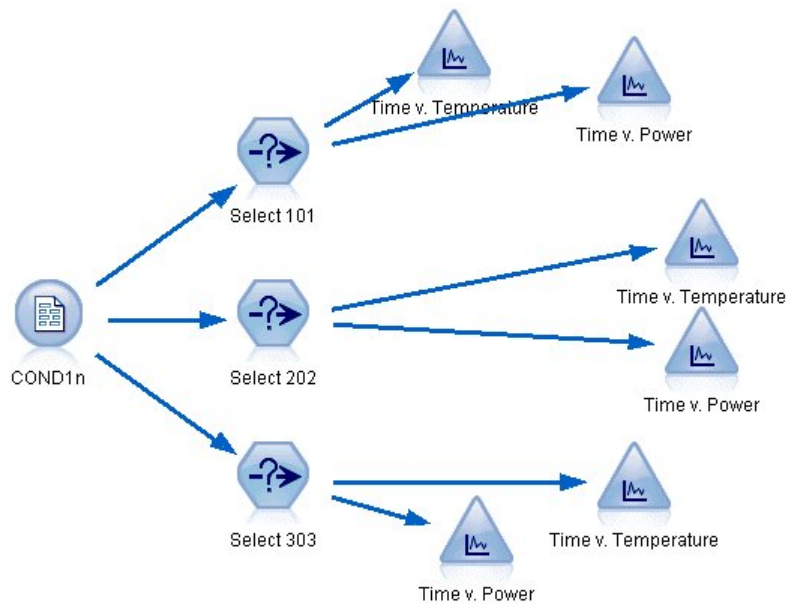 Time v. Temperature
Time v. Power
Select 101
Time v. Temperature
COND1n
Select 202
Time v. Power
Select 303
Time v. Temperature
Time v. Power